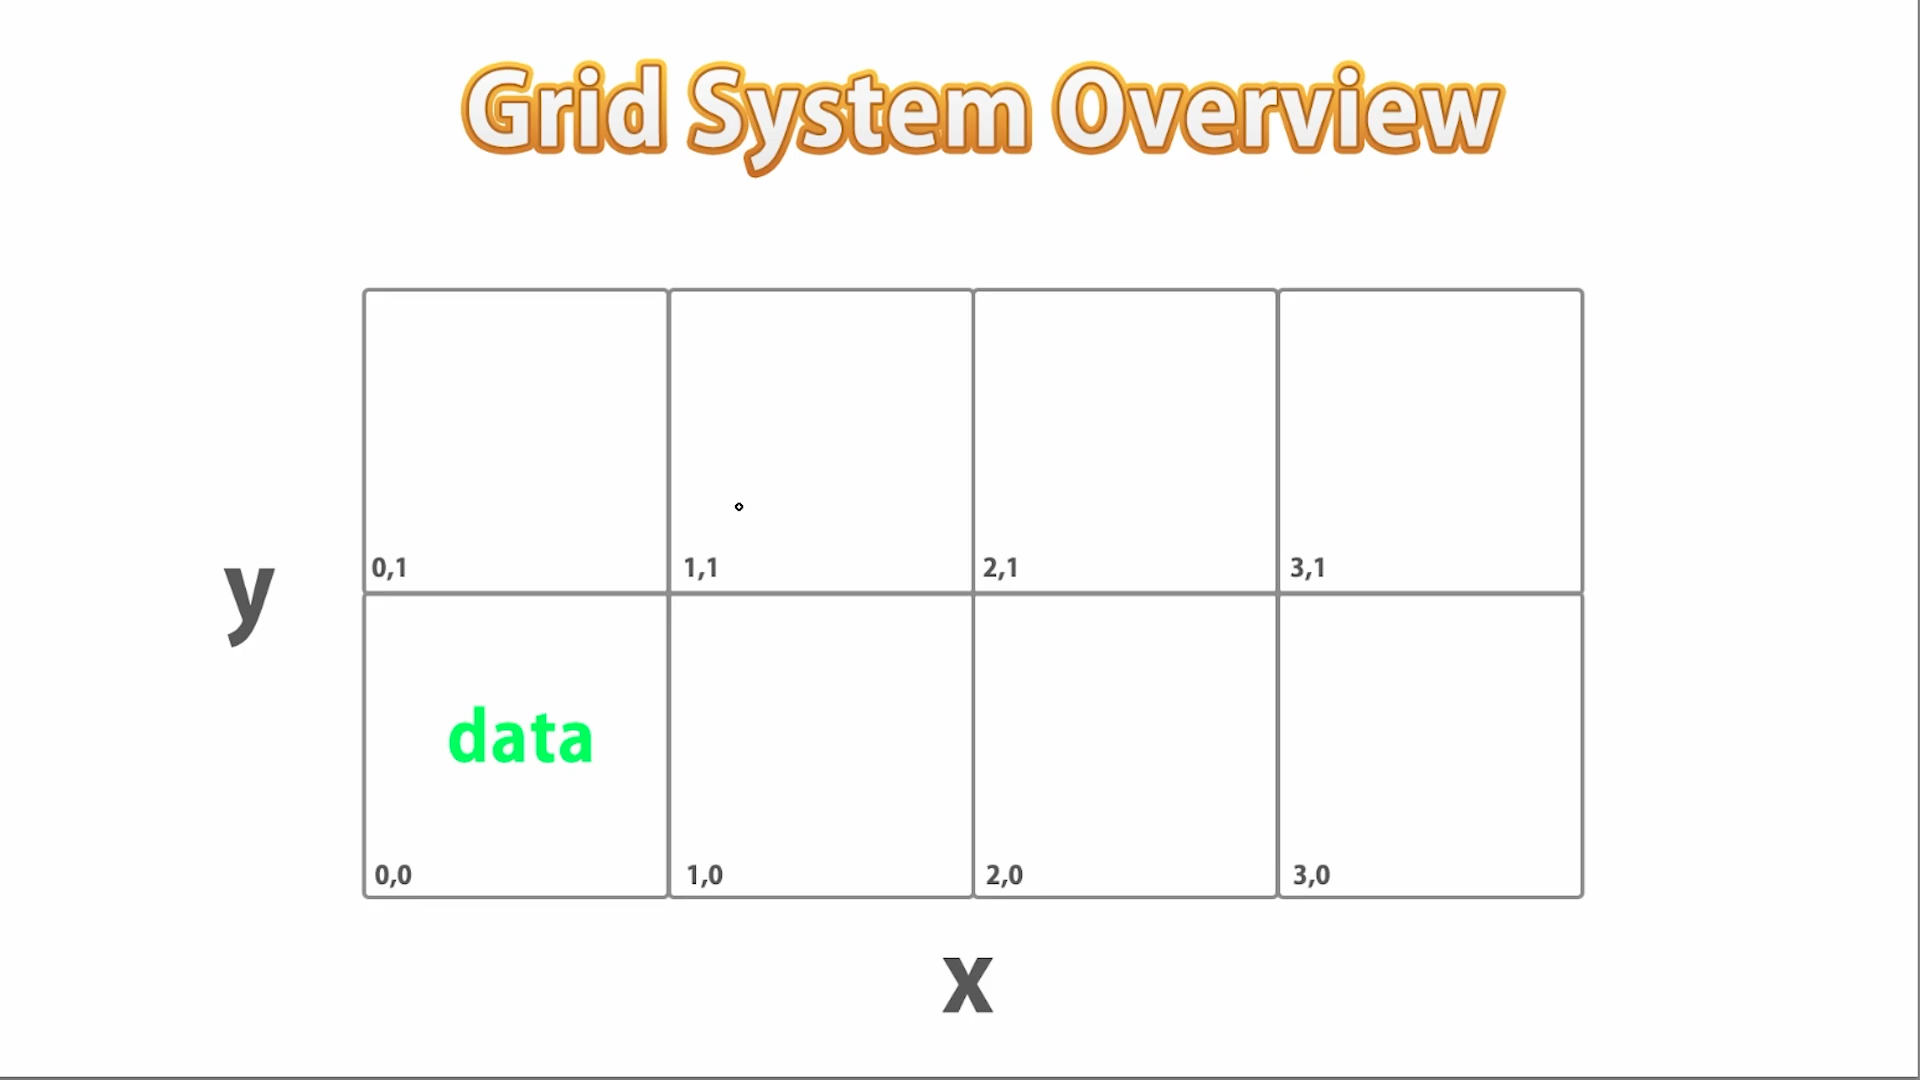 Grid System Overview
0,1 1,1 2,1 3,1
y
data
0,0 1,0 2,0 3,0
x